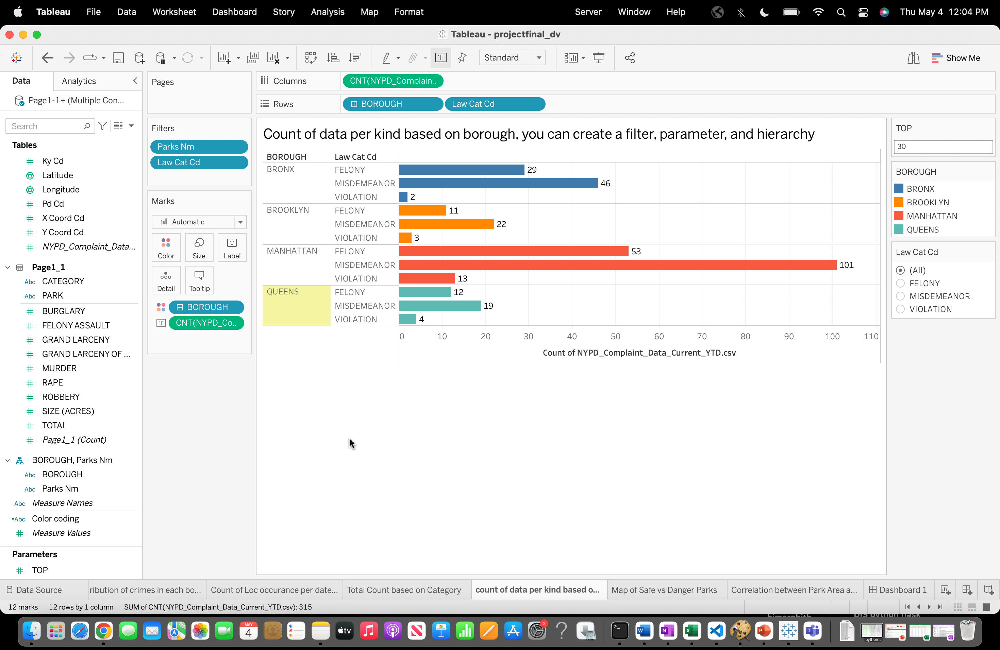 Tableau File Data Worksheet Dashboard Story Analysis Map Format Server Window Help Thu May 4 12:04 PM
Tableau - projectfinal_dv
Standard Show Me
Data Analytics
Page1-1+ (Multiple Con...
Search
Tables
Ky Cd
Latitude
Longitude
Pd Cd
X Coord Cd
Y Coord Cd
NYPD_Complaint_Data...
Page1_1
Abc CATEGORY
Abc PARK
BURGLARY
FELONY ASSAULT
GRAND LARCENY
GRAND LARCENY OF ...
MURDER
RAPE
ROBBERY
SIZE (ACRES)
TOTAL
Page1_1 (Count)
BOROUGH, Parks Nm
Abc BOROUGH
Abc Parks Nm
Abc Measure Names
=Abc Color coding
Measure Values
Parameters
TOP
Pages
Filters
Parks Nm
Law Cat Cd
Marks
Automatic
Color Size Label
Detail Tooltip
BOROUGH
CNT(NYPD_Co..
Columns CNT(NYPD_Complain..
Rows BOROUGH Law Cat Cd
Count of data per kind based on borough, you can create a filter, parameter, and hierarchy
BOROUGH Law Cat Cd
BRONX FELONY 29
MISDEMEANOR 46
VIOLATION 2
BROOKLYN FELONY 11
MISDEMEANOR 22
VIOLATION 3
MANHATTAN FELONY 53
MISDEMEANOR 101
VIOLATION 13
QUEENS FELONY 12
MISDEMEANOR 19
VIOLATION 4
0 10 20 30 40 50 60 70 80 90 100 110
Count of NYPD_Complaint_Data_Current_YTD.csv
TOP
30
BOROUGH
BRONX
BROOKLYN
MANHATTAN
QUEENS
Law Cat Cd
(All)
FELONY
MISDEMEANOR
VIOLATION
Data Source ribution of crimes in each bo... Count of Loc occurance per date... Total Count based on Category count of data per kind based o... Map of Safe vs Danger Parks Correlation between Park Area a... Dashboard 1
12 marks 12 rows by 1 column SUM of CNT(NYPD_Complaint_Data_Current_YTD.csv): 315
MAY
4
tv
2
python...